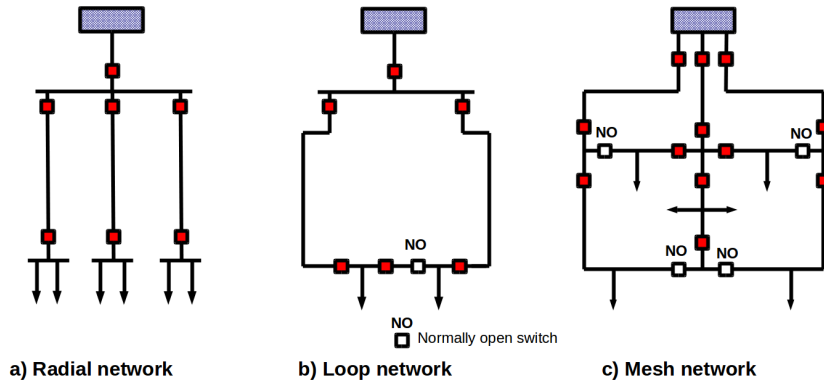 NO
NO
NO
NO
NO
NO
Normally open switch
a) Radial network
b) Loop network
c) Mesh network